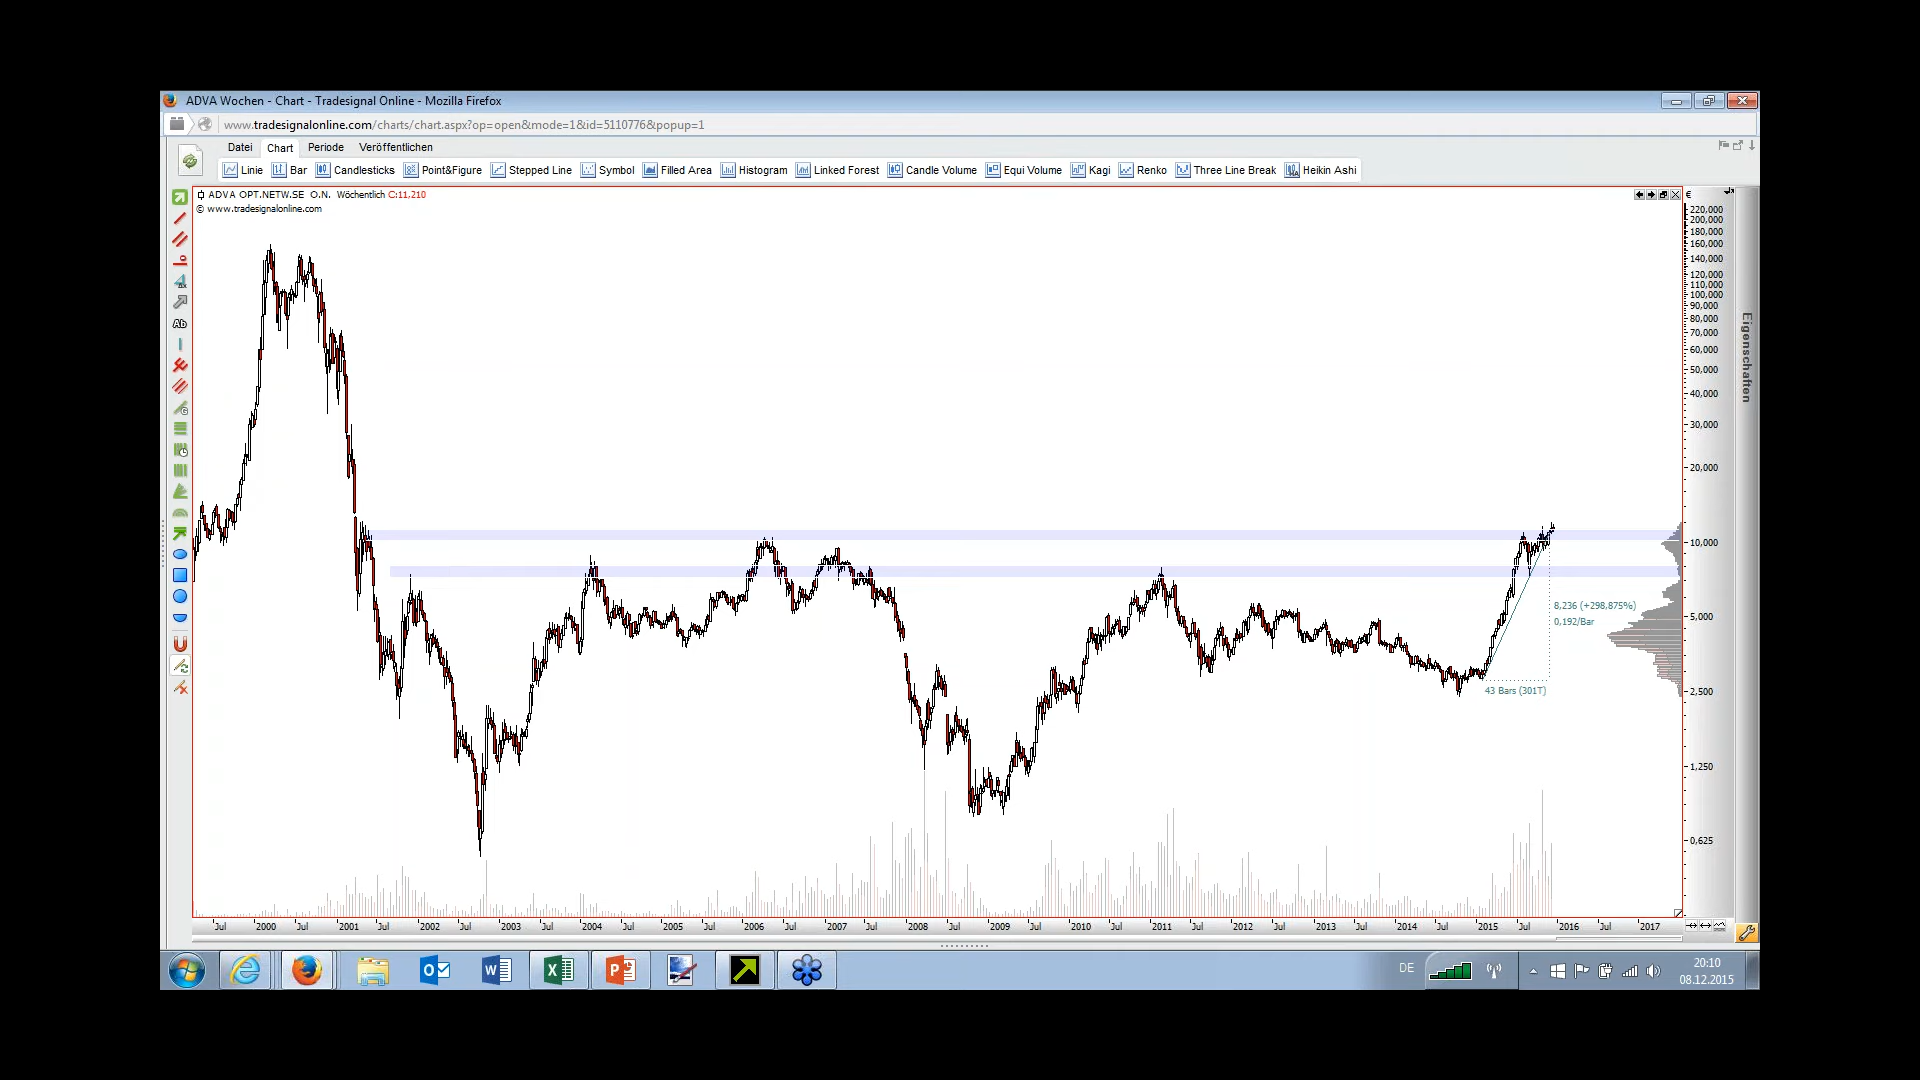 ADVA Wochen - Chart - Tradesignal Online - Mozilla Firefox
www.tradesignalonline.com/charts/chart.aspx?op=open&mode=1&id=5110776&popup=1
Datei Chart Periode Veröffentlichen
Linie Bar Candlesticks Point&Figure Stepped Line Symbol Filled Area Histogram Linked Forest Candle Volume Equi Volume Kagi Renko Three Line Break Heikin Ashi
ADVA OPT.NETW.SE O.N. Wöchentlich C:11,210
© www.tradesignalonline.com
€
220,000
200,000
180,000
160,000
140,000
120,000
110,000
100,000
90,000
80,000
70,000
60,000
50,000
40,000
30,000
20,000
10,000
5,000
2,500
1,250
0,625
Eigenschaften
Ab
8,236 (+298,875%)
0,192/Bar
43 Bars (301T)
Jul 2000 Jul 2001 Jul 2002 Jul 2003 Jul 2004 Jul 2005 Jul 2006 Jul 2007 Jul 2008 Jul 2009 Jul 2010 Jul 2011 Jul 2012 Jul 2013 Jul 2014 Jul 2015 Jul 2016 Jul 2017
DE
20:10
08.12.2015